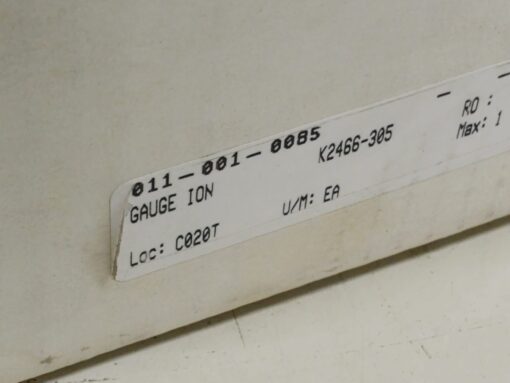 011-001-0085 K2466-305 RO :
GAUGE ION Max: 1
Loc: C020T U/M: EA